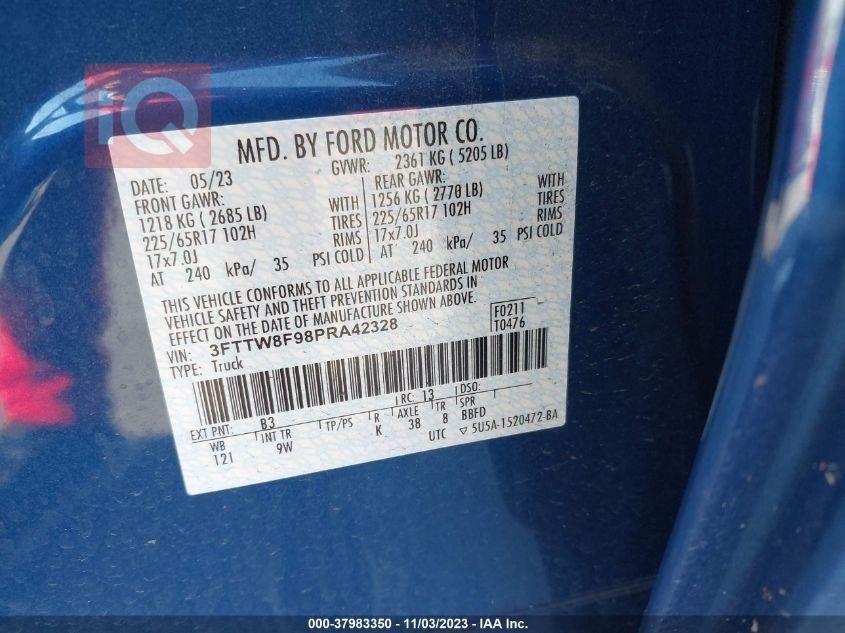 iQ
MFD. BY FORD MOTOR CO.
DATE: 05/23 GVWR: 2361 KG ( 5205 LB)
FRONT GAWR: REAR GAWR:
1218 KG ( 2685 LB) WITH 1256 KG ( 2770 LB) WITH
225/65R17 102H TIRES 225/65R17 102H TIRES
17x7.0J RIMS 17x7.0J RIMS
AT 240 kPa/ 35 PSI COLD AT 240 kPa/ 35 PSI COLD
THIS VEHICLE CONFORMS TO ALL APPLICABLE FEDERAL MOTOR
VEHICLE SAFETY AND THEFT PREVENTION STANDARDS IN
EFFECT ON THE DATE OF MANUFACTURE SHOWN ABOVE.
VIN: 3FTTW8F98PRA42328 F0211
TYPE: Truck T0476
EXT PNT: B3 RC: 13 DSO:
WB INT TR TP/PS R AXLE TR SPR
121 9W K 38 8 BBFD
UTC ▽ 5U5A-1520472-BA
000-37983350 - 11/03/2023 - IAA Inc.